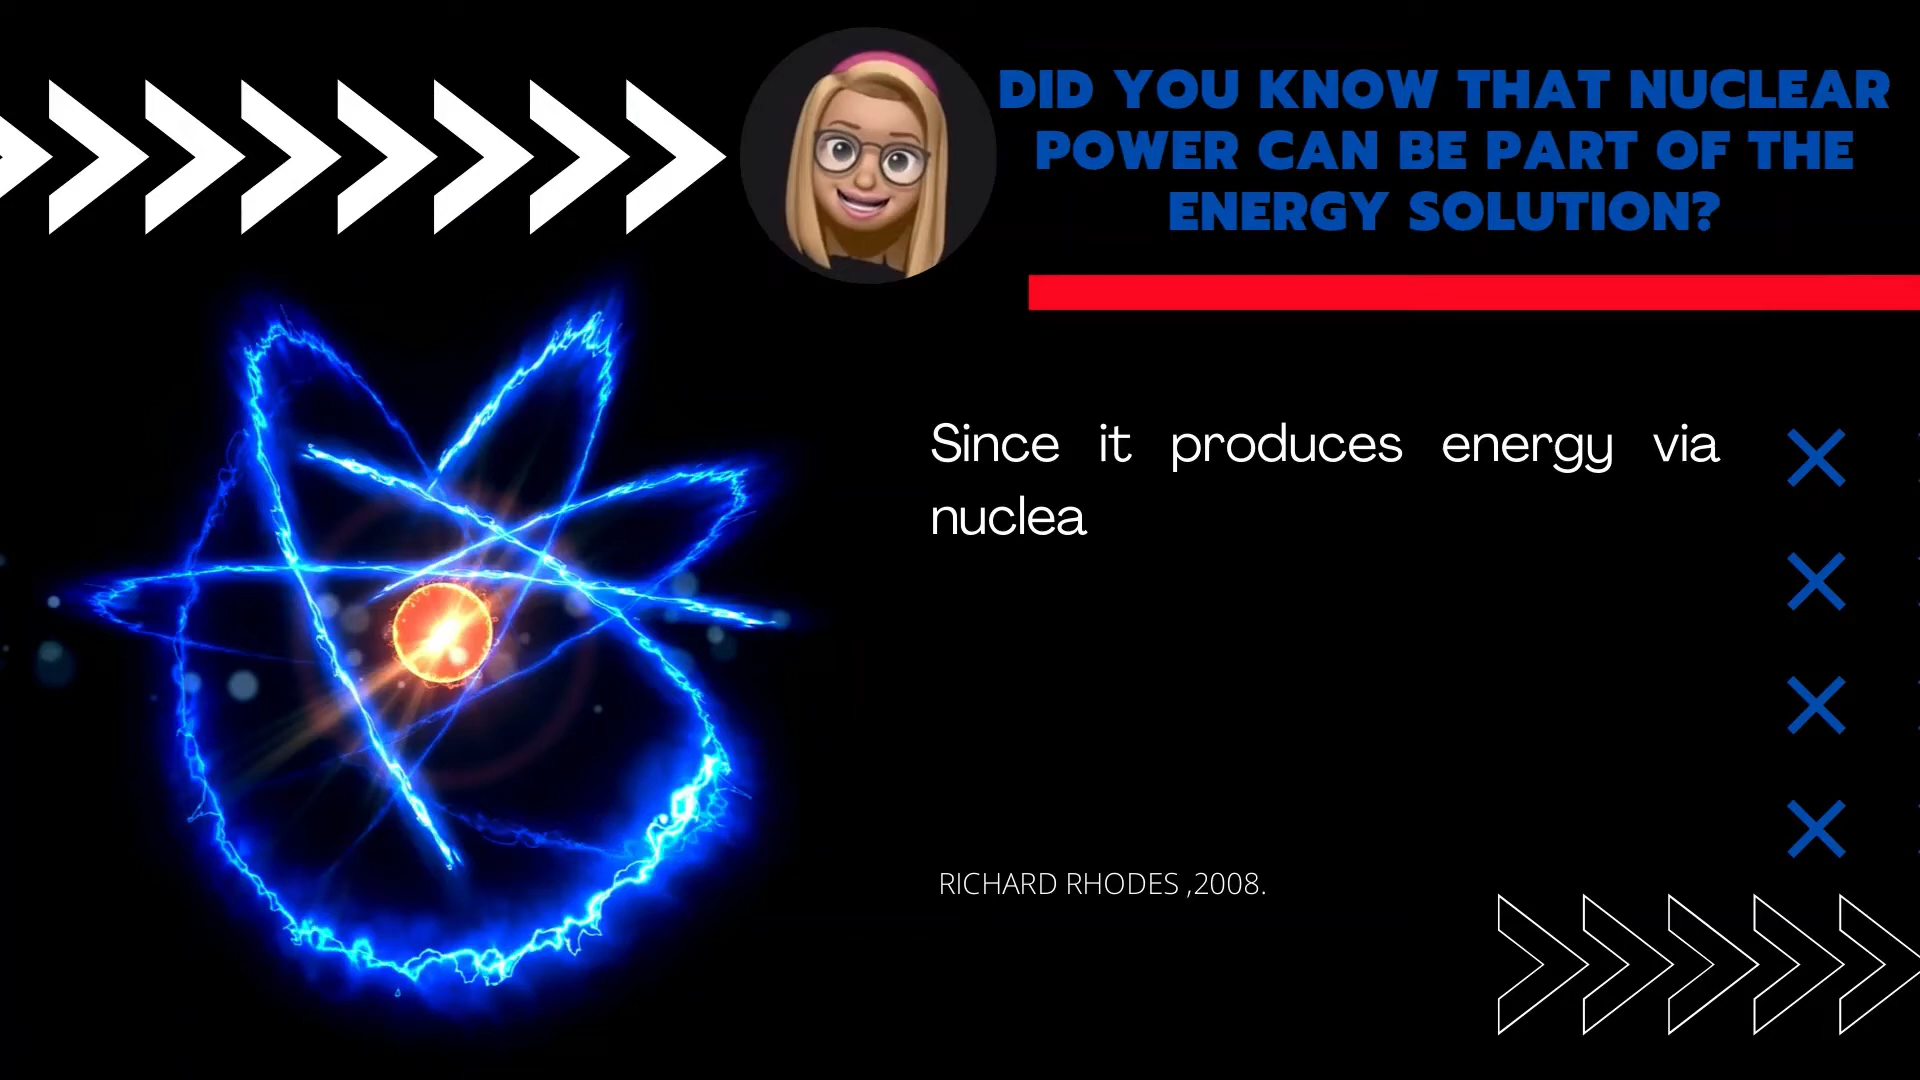 DID YOU KNOW THAT NUCLEAR
POWER CAN BE PART OF THE
ENERGY SOLUTION?
Since it produces energy via
nuclea
RICHARD RHODES ,2008.